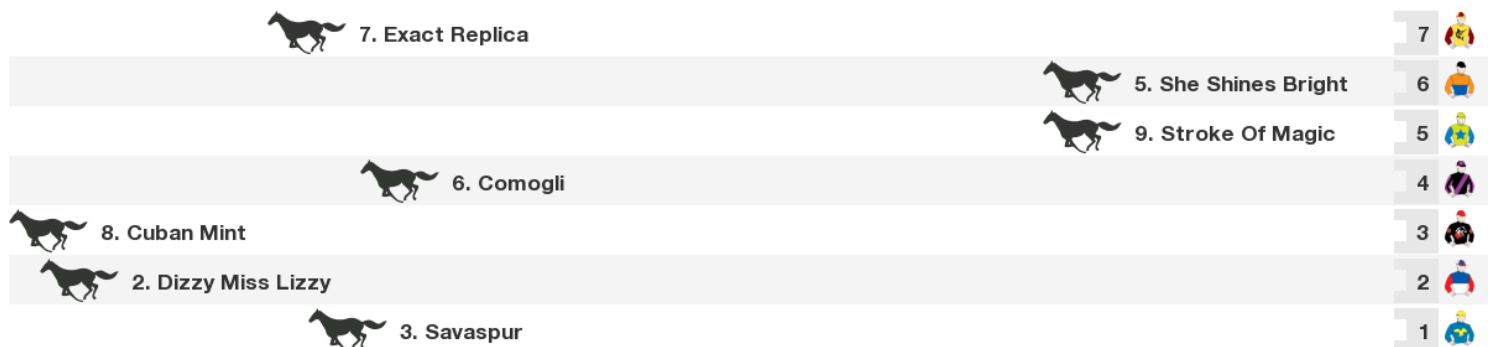 7. Exact Replica 7
5. She Shines Bright 6
9. Stroke Of Magic 5
6. Comogli 4
8. Cuban Mint 3
2. Dizzy Miss Lizzy 2
3. Savaspur 1